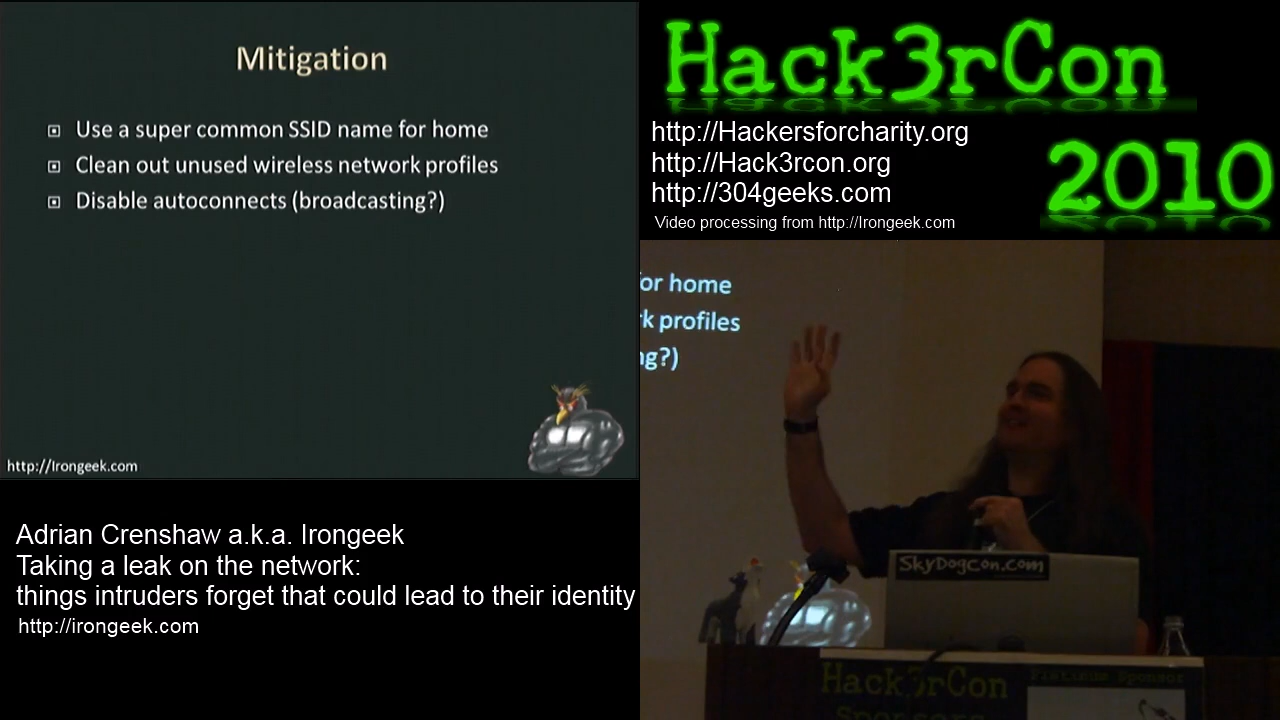 Mitigation
Use a super common SSID name for home
Clean out unused wireless network profiles
Disable autoconnects (broadcasting?)
http://Irongeek.com
Adrian Crenshaw a.k.a. Irongeek
Taking a leak on the network:
things intruders forget that could lead to their identity
http://irongeek.com
Hack3rCon
2010
http://Hackersforcharity.org
http://Hack3rcon.org
http://304geeks.com
Video processing from http://Irongeek.com
or home
k profiles
ng?)
SkyDogCon.com
Hack3rCon
Sponsors
Platinum Sponsor